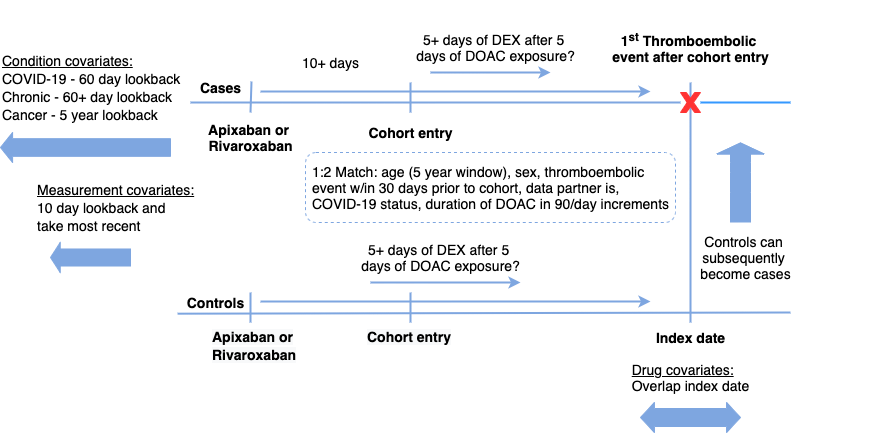 Condition covariates:
COVID-19 - 60 day lookback
Chronic - 60+ day lookback
Cancer - 5 year lookback
10+ days
5+ days of DEX after 5
days of DOAC exposure?
1st Thromboembolic
event after cohort entry
Cases
X
Apixaban or
Rivaroxaban
Cohort entry
1:2 Match: age (5 year window), sex, thromboembolic
event w/in 30 days prior to cohort, data partner is,
COVID-19 status, duration of DOAC in 90/day increments
Measurement covariates:
10 day lookback and
take most recent
Controls can
subsequently
become cases
5+ days of DEX after 5
days of DOAC exposure?
Controls
Apixaban or
Rivaroxaban
Cohort entry
Index date
Drug covariates:
Overlap index date